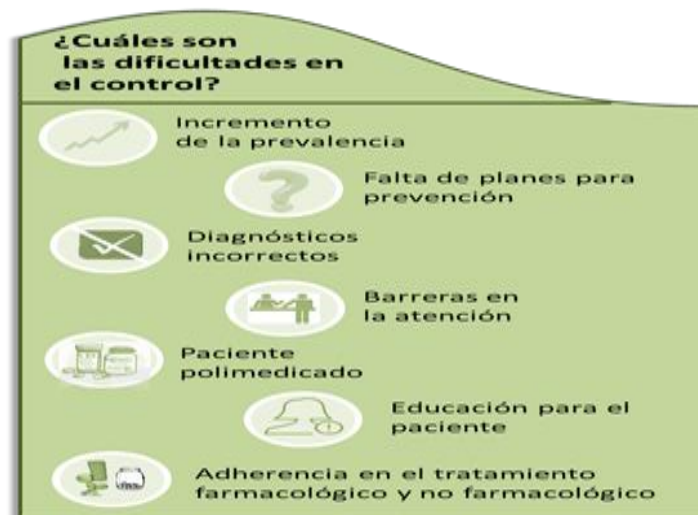 ¿Cuáles son
las dificultades en
el control?
Incremento
de la prevalencia
Falta de planes para
prevención
Diagnósticos
incorrectos
Barreras en
la atención
Paciente
polimedicado
Educación para el
paciente
Adherencia en el tratamiento
farmacológico y no farmacológico